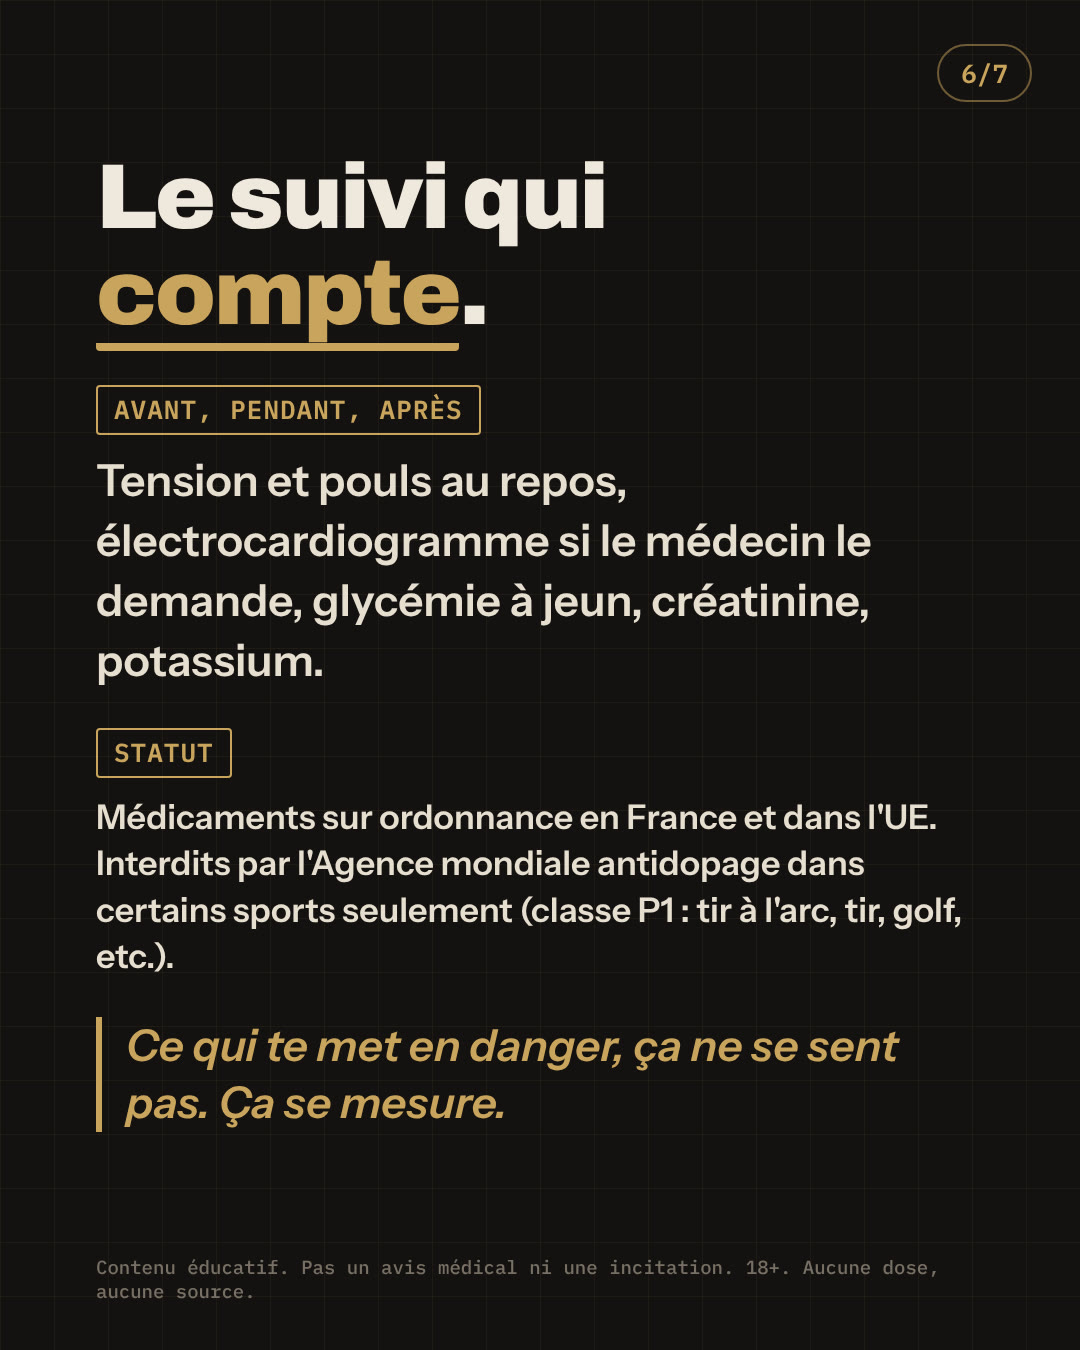 6/7
Le suivi qui
compte.
AVANT, PENDANT, APRÈS
Tension et pouls au repos,
électrocardiogramme si le médecin le
demande, glycémie à jeun, créatinine,
potassium.
STATUT
Médicaments sur ordonnance en France et dans l'UE.
Interdits par l'Agence mondiale antidopage dans
certains sports seulement (classe P1 : tir à l'arc, tir, golf,
etc.).
Ce qui te met en danger, ça ne se sent
pas. Ça se mesure.
Contenu éducatif. Pas un avis médical ni une incitation. 18+. Aucune dose,
aucune source.